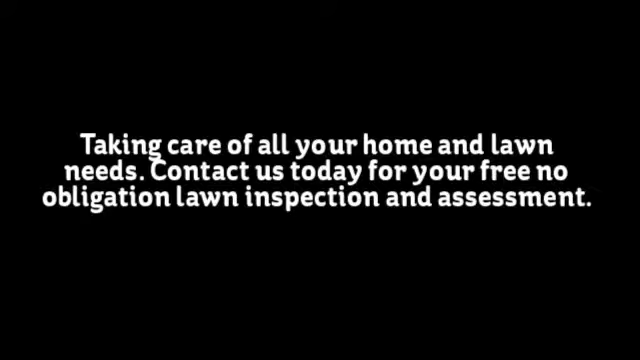 Taking care of all your home and lawn
needs. Contact us today for your free no
obligation lawn inspection and assessment.